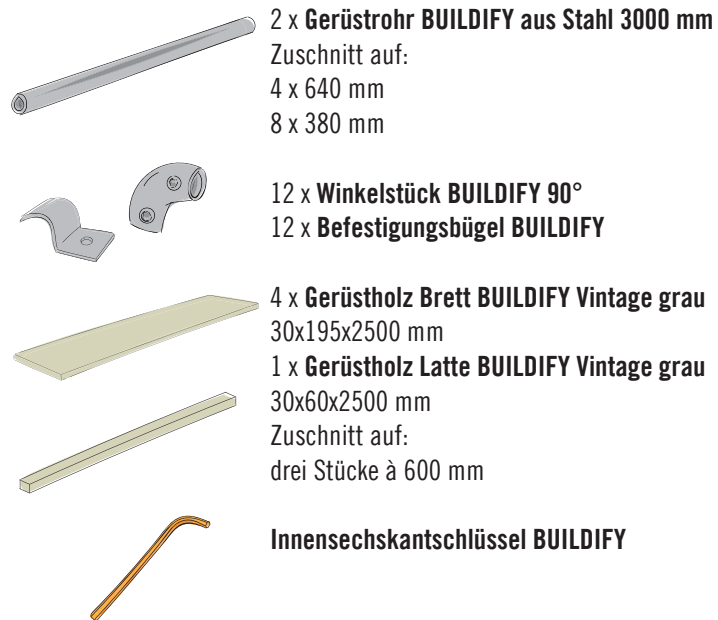 2 x Gerüstrohr BUILDIFY aus Stahl 3000 mm
Zuschnitt auf:
4 x 640 mm
8 x 380 mm
12 x Winkelstück BUILDIFY 90°
12 x Befestigungsbügel BUILDIFY
4 x Gerüstholz Brett BUILDIFY Vintage grau
30x195x2500 mm
1 x Gerüstholz Latte BUILDIFY Vintage grau
30x60x2500 mm
Zuschnitt auf:
drei Stücke à 600 mm
Innensechskantschlüssel BUILDIFY